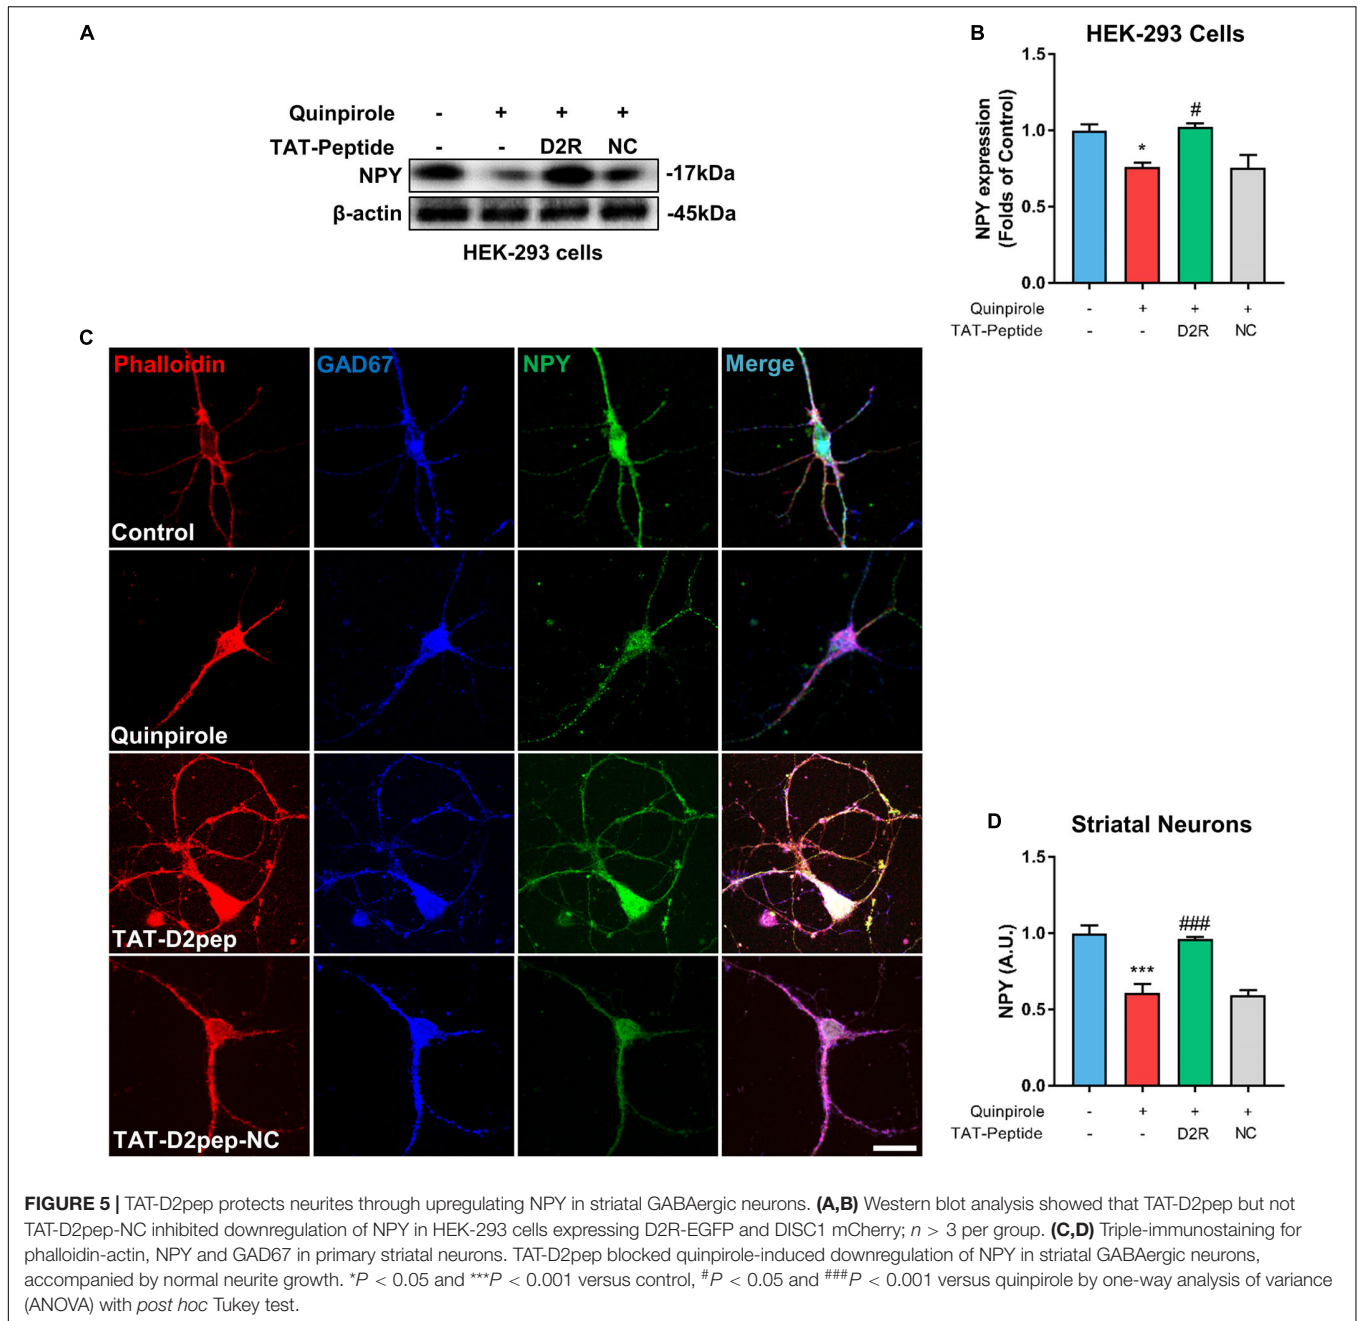 A
Quinpirole - + + +
TAT-Peptide - - D2R NC
NPY -17kDa
β-actin -45kDa
HEK-293 cells
B
HEK-293 Cells
NPY expression
(Folds of Control)
1.5
1.0
0.5
0.0
*
#
Quinpirole - + + +
TAT-Peptide - - D2R NC
C
Phalloidin GAD67 NPY Merge
Control
Quinpirole
TAT-D2pep
TAT-D2pep-NC
D
Striatal Neurons
NPY (A.U.)
1.5
1.0
0.5
0.0
***
###
Quinpirole - + + +
TAT-Peptide - - D2R NC
FIGURE 5 | TAT-D2pep protects neurites through upregulating NPY in striatal GABAergic neurons. (A,B) Western blot analysis showed that TAT-D2pep but not
TAT-D2pep-NC inhibited downregulation of NPY in HEK-293 cells expressing D2R-EGFP and DISC1 mCherry; n > 3 per group. (C,D) Triple-immunostaining for
phalloidin-actin, NPY and GAD67 in primary striatal neurons. TAT-D2pep blocked quinpirole-induced downregulation of NPY in striatal GABAergic neurons,
accompanied by normal neurite growth. *P < 0.05 and ***P < 0.001 versus control, #P < 0.05 and ###P < 0.001 versus quinpirole by one-way analysis of variance
(ANOVA) with post hoc Tukey test.